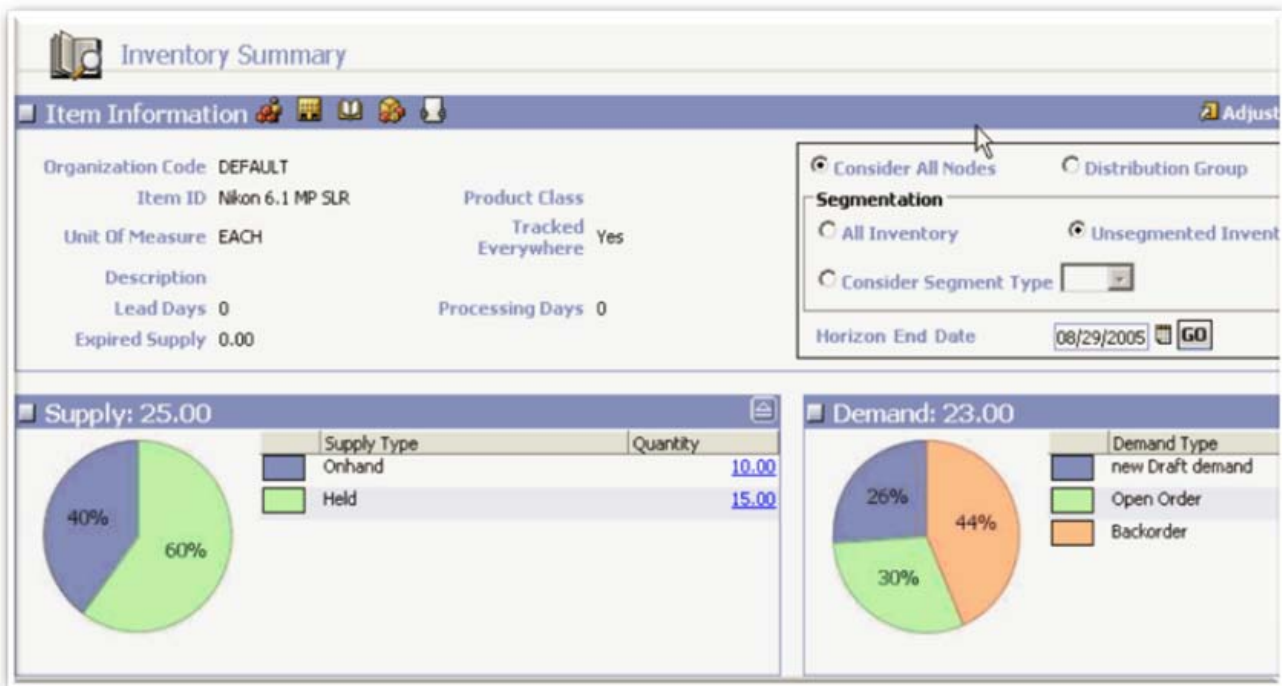 Inventory Summary
Item Information
Adjust
Organization Code DEFAULT
Item ID Nikon 6.1 MP SLR Product Class
Unit Of Measure EACH Tracked Everywhere Yes
Description
Lead Days 0 Processing Days 0
Expired Supply 0.00
Consider All Nodes Distribution Group
Segmentation
All Inventory Unsegmented Invent
Consider Segment Type
Horizon End Date 08/29/2005 GO
Supply: 25.00
Supply Type Quantity
Onhand 10.00
Held 15.00
40%
60%
Demand: 23.00
Demand Type
new Draft demand
Open Order
Backorder
26%
44%
30%